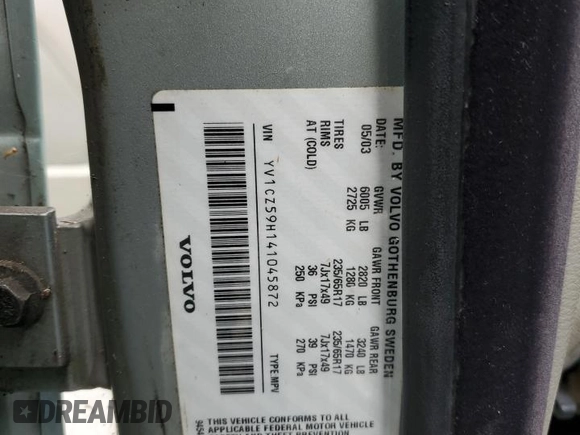 MFD. BY VOLVO GOTHENBURG SWEDEN
DATE: GVWR GAWR FRONT GAWR REAR
05/03 6005 LB 2820 LB 3240 LB
2725 KG 1280 KG 1470 KG
TIRES 235/65R17 235/65R17
RIMS 7Jx17x49 7Jx17x49
AT (COLD) 36 PSI 39 PSI
250 KPa 270 KPa
VIN YV1CZ59H141045872 TYPE:MPV
VOLVO
THIS VEHICLE CONFORMS TO ALL
APPLICABLE FEDERAL MOTOR VEHICLE
THEFT PREVENTION
DREAMBID